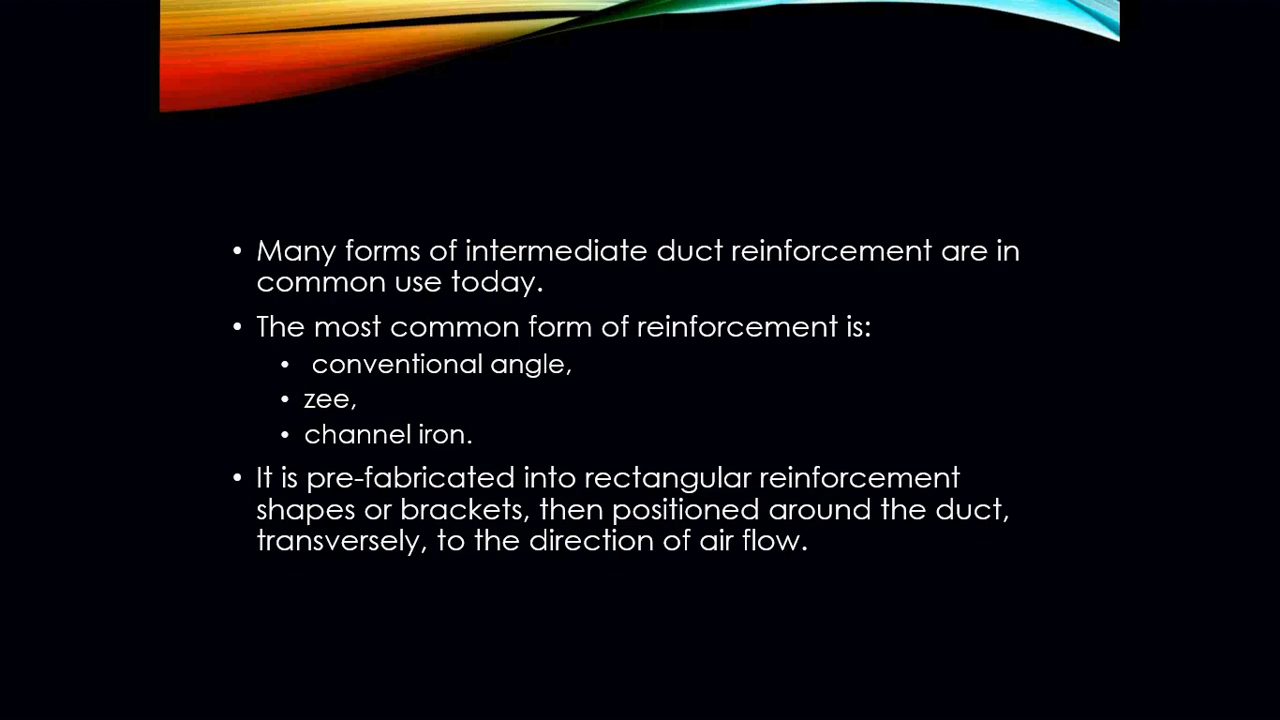 • Many forms of intermediate duct reinforcement are in
common use today.
• The most common form of reinforcement is:
• conventional angle,
• zee,
• channel iron.
• It is pre-fabricated into rectangular reinforcement
shapes or brackets, then positioned around the duct,
transversely, to the direction of air flow.